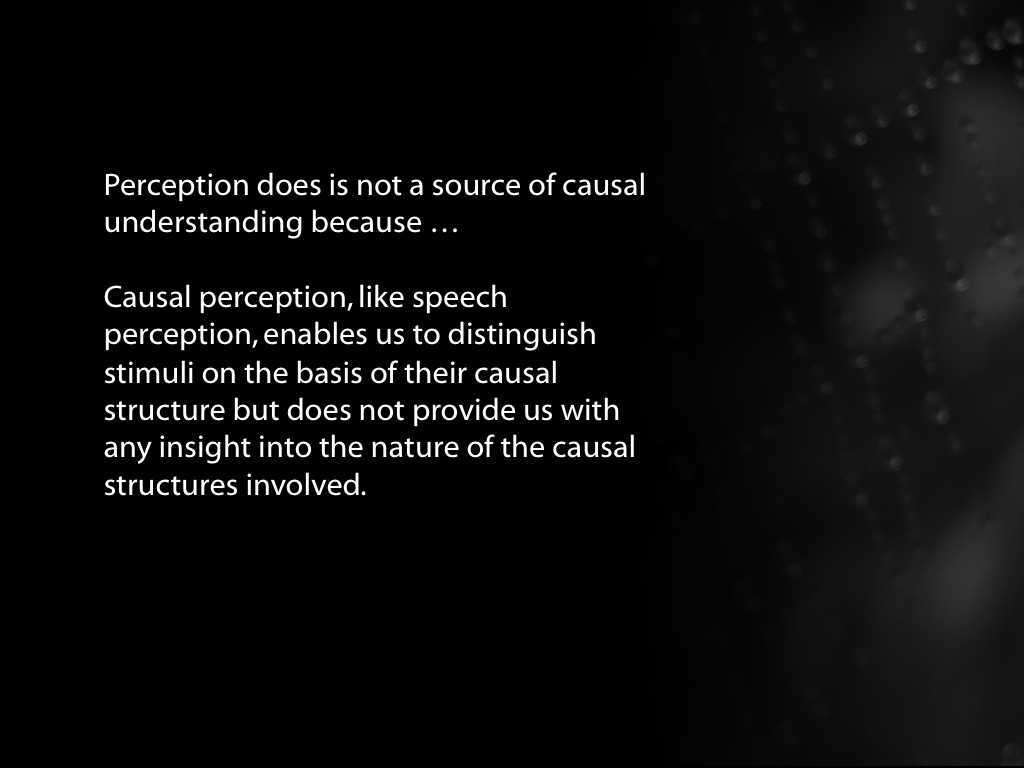 Perception does is not a source of causal
understanding because …
Causal perception, like speech
perception, enables us to distinguish
stimuli on the basis of their causal
structure but does not provide us with
any insight into the nature of the causal
structures involved.